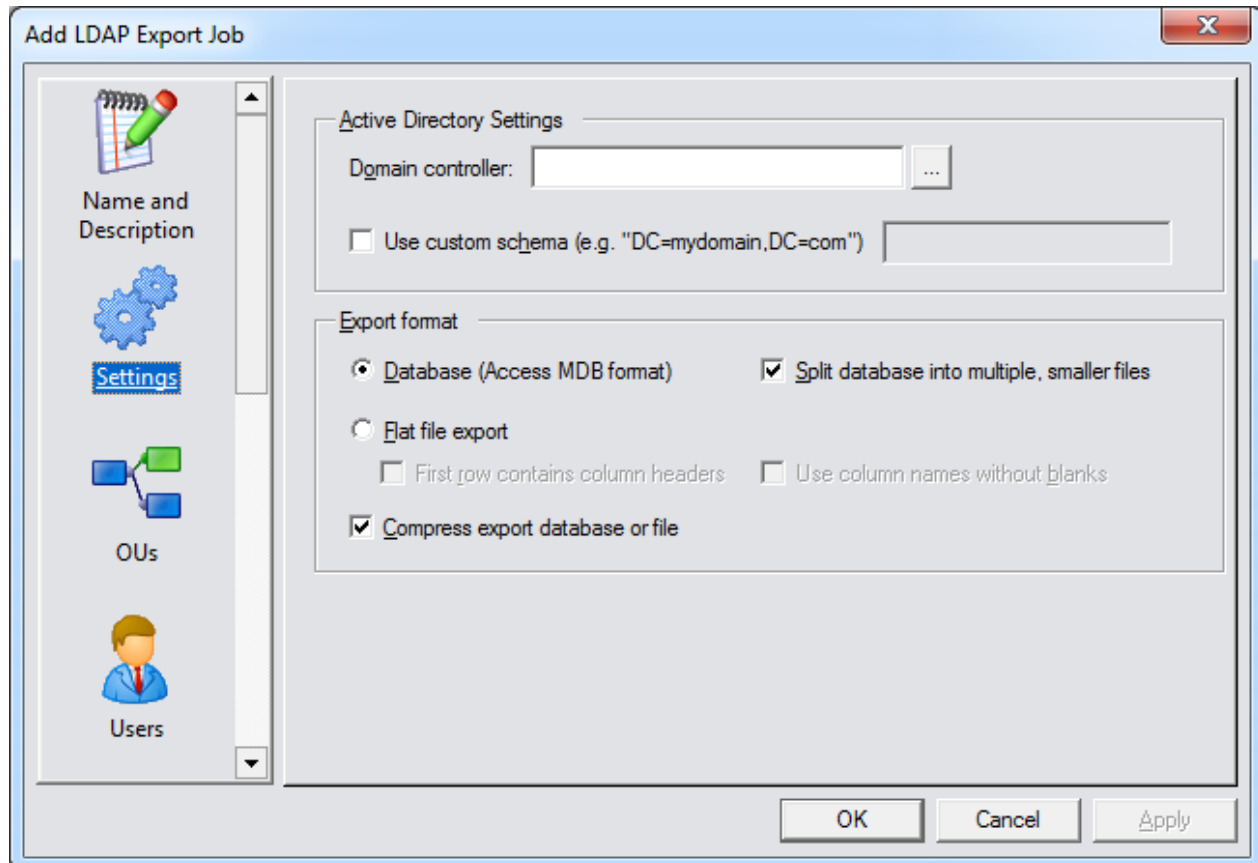 Add LDAP Export Job
Name and
Description
Settings
OUs
Users
Active Directory Settings
Domain controller:
...
Use custom schema (e.g. "DC=mydomain,DC=com")
Export format
Database (Access MDB format)
Split database into multiple, smaller files
Flat file export
First row contains column headers
Use column names without blanks
Compress export database or file
OK
Cancel
Apply